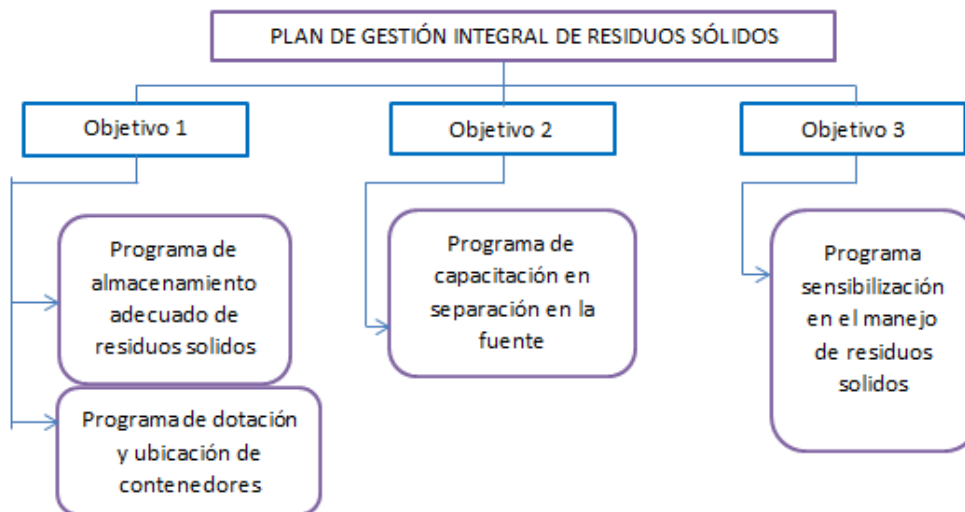 PLAN DE GESTIÓN INTEGRAL DE RESIDUOS SÓLIDOS
Objetivo 1
Objetivo 2
Objetivo 3
Programa de
almacenamiento
adecuado de
residuos solidos
Programa de dotación
y ubicación de
contenedores
Programa de
capacitación en
separación en la
fuente
Programa
sensibilización
en el manejo
de residuos
solidos